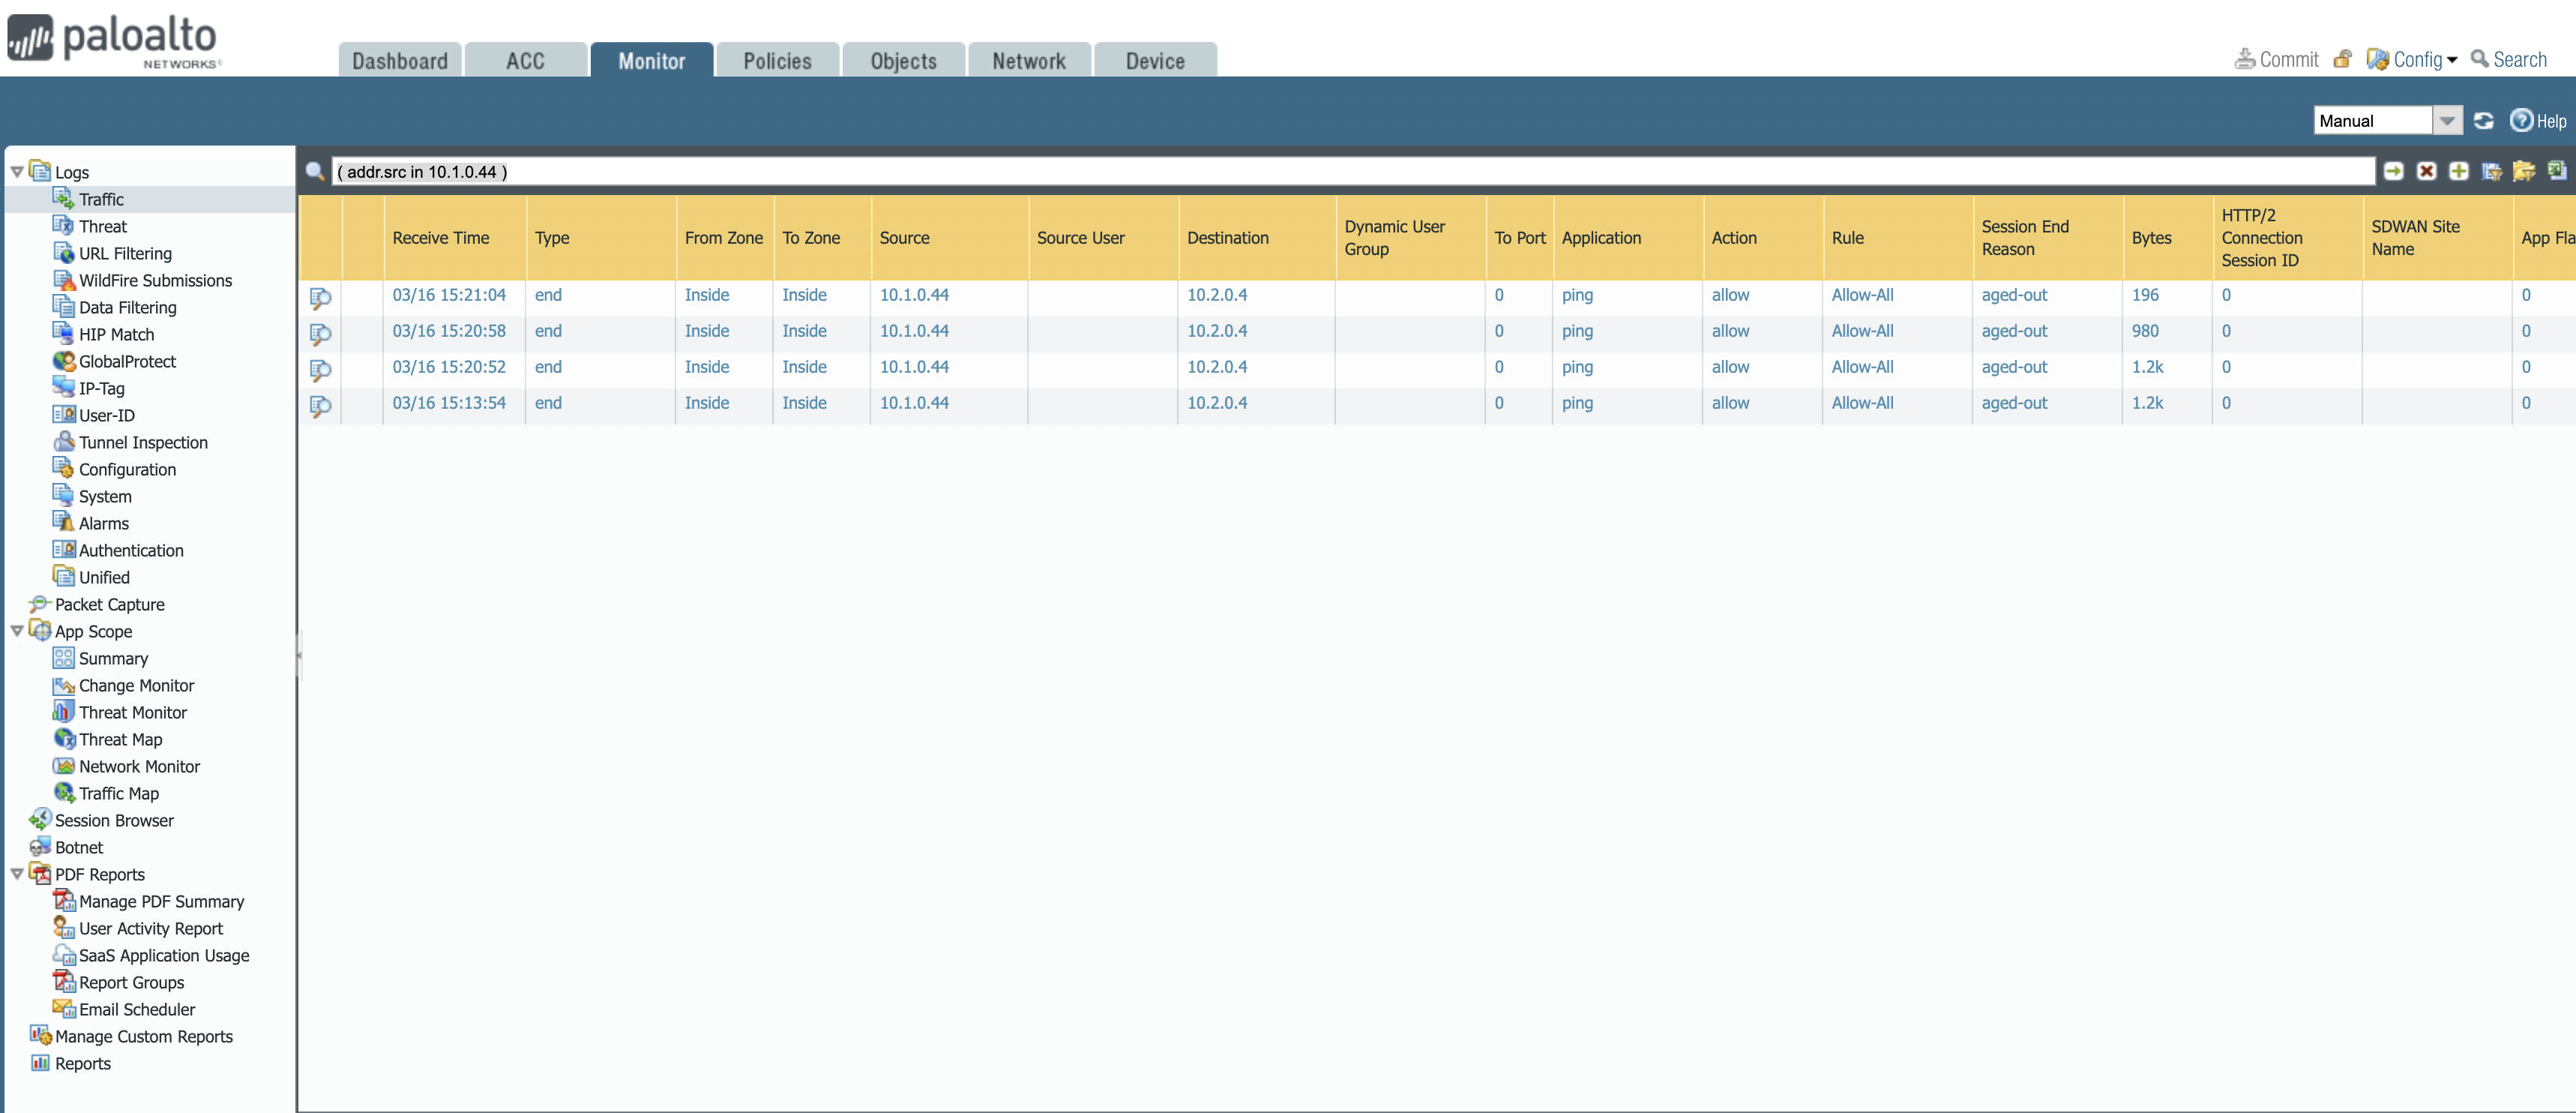 paloalto
NETWORKS
Dashboard ACC Monitor Policies Objects Network Device
Commit Config Search
Manual Help
( addr.src in 10.1.0.44 )
Logs
Traffic
Threat
URL Filtering
WildFire Submissions
Data Filtering
HIP Match
GlobalProtect
IP-Tag
User-ID
Tunnel Inspection
Configuration
System
Alarms
Authentication
Unified
Packet Capture
App Scope
Summary
Change Monitor
Threat Monitor
Threat Map
Network Monitor
Traffic Map
Session Browser
Botnet
PDF Reports
Manage PDF Summary
User Activity Report
SaaS Application Usage
Report Groups
Email Scheduler
Manage Custom Reports
Reports
Receive Time Type From Zone To Zone Source Source User Destination Dynamic User Group To Port Application Action Rule Session End Reason Bytes HTTP/2 Connection Session ID SDWAN Site Name App Fla
03/16 15:21:04 end Inside Inside 10.1.0.44 10.2.0.4 0 ping allow Allow-All aged-out 196 0 0
03/16 15:20:58 end Inside Inside 10.1.0.44 10.2.0.4 0 ping allow Allow-All aged-out 980 0 0
03/16 15:20:52 end Inside Inside 10.1.0.44 10.2.0.4 0 ping allow Allow-All aged-out 1.2k 0 0
03/16 15:13:54 end Inside Inside 10.1.0.44 10.2.0.4 0 ping allow Allow-All aged-out 1.2k 0 0